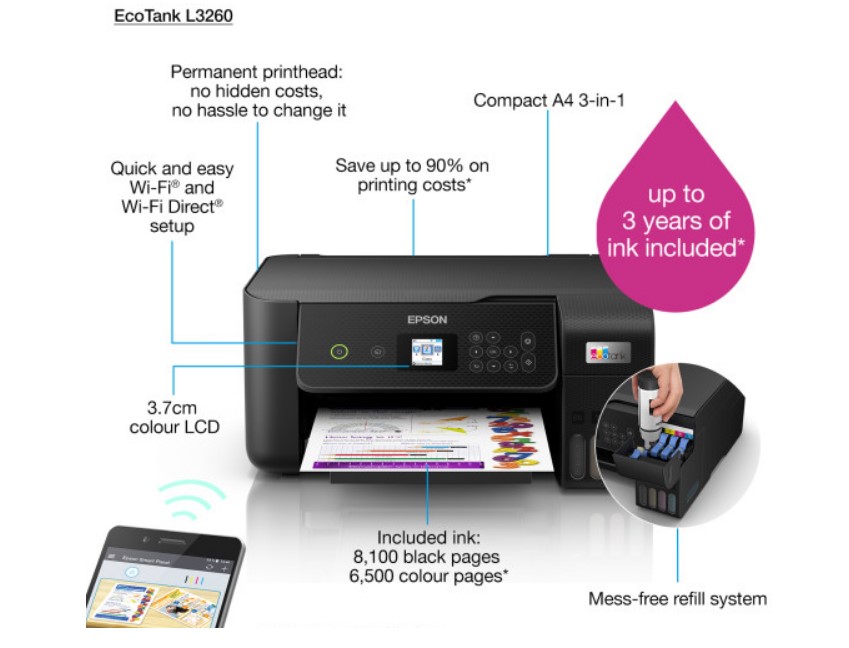 EcoTank L3260
Permanent printhead:
no hidden costs,
no hassle to change it
Compact A4 3-in-1
Quick and easy
Wi-Fi® and
Wi-Fi Direct®
setup
Save up to 90% on
printing costs*
up to
3 years of
ink included*
EPSON
3.7cm
colour LCD
Included ink:
8,100 black pages
6,500 colour pages*
Mess-free refill system